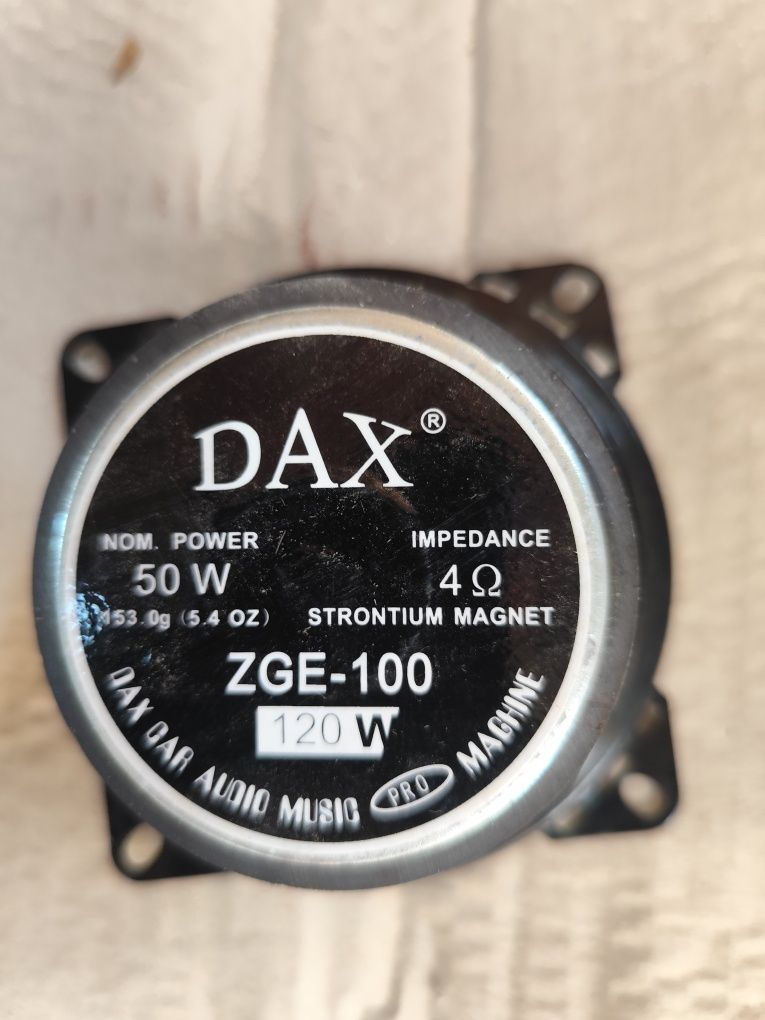 DAX®
NOM. POWER IMPEDANCE
50 W 4Ω
153.0g (5.4 OZ) STRONTIUM MAGNET
ZGE-100
120 W
DAX CAR AUDIO MUSIC PRO MACHINE